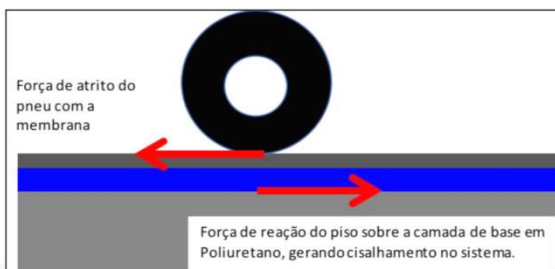 Força de atrito do
pneu com a
membrana
Força de reação do piso sobre a camada de base em
Poliuretano, gerando cisalhamento no sistema.